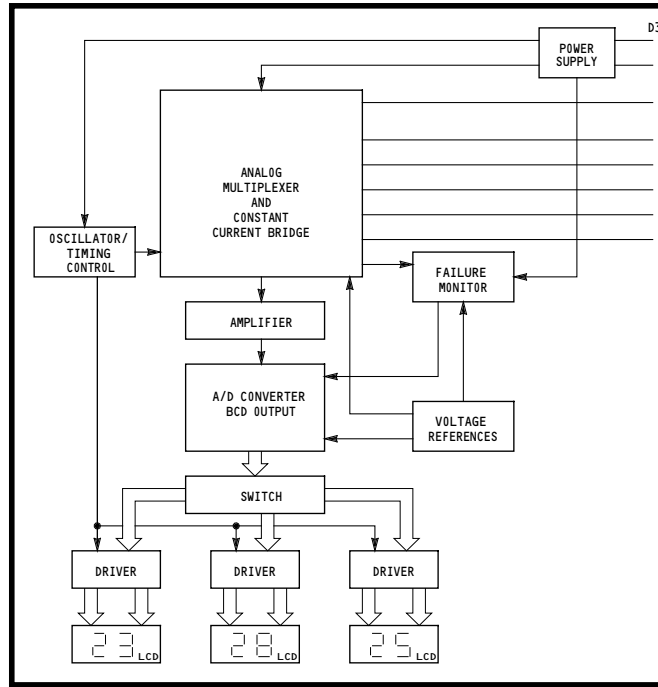 D3
POWER
SUPPLY
ANALOG
MULTIPLEXER
AND
CONSTANT
CURRENT BRIDGE
OSCILLATOR/
TIMING
CONTROL
FAILURE
MONITOR
AMPLIFIER
A/D CONVERTER
BCD OUTPUT
VOLTAGE
REFERENCES
SWITCH
DRIVER
DRIVER
DRIVER
23 LCD
28 LCD
25 LCD